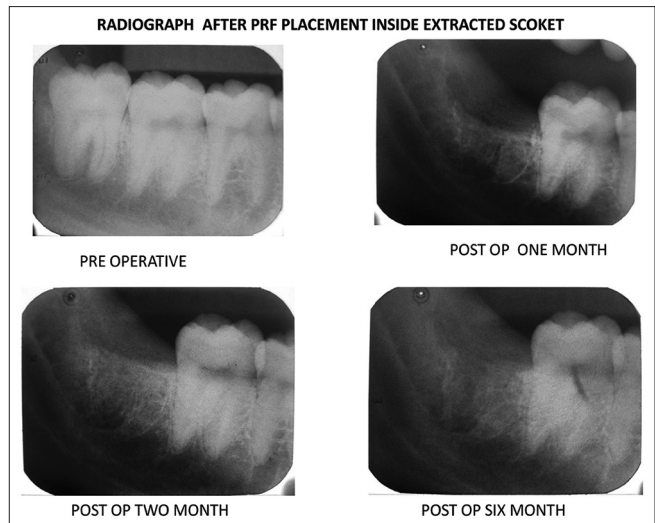 RADIOGRAPH AFTER PRF PLACEMENT INSIDE EXTRACTED SCOKET
PRE OPERATIVE
POST OP ONE MONTH
POST OP TWO MONTH
POST OP SIX MONTH